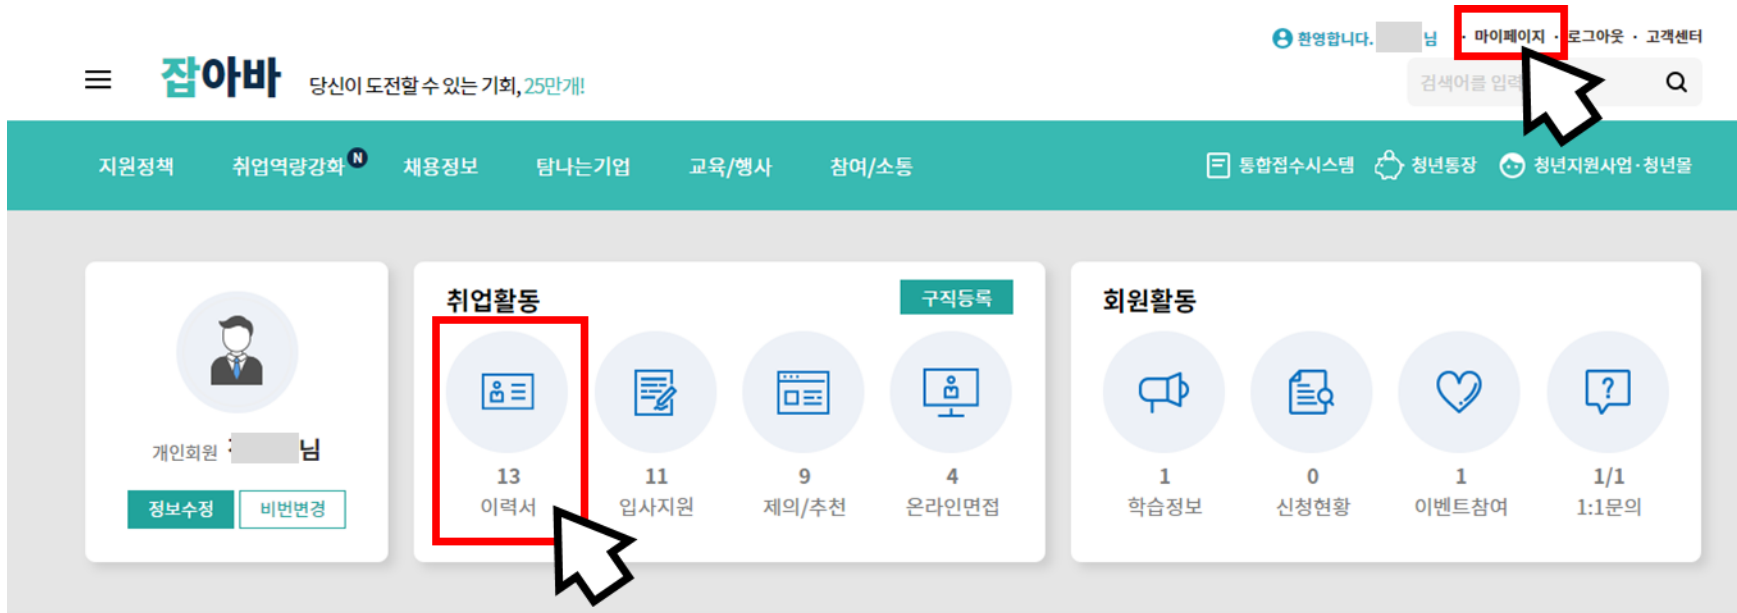 환영합니다. 님 · 마이페이지 · 로그아웃 · 고객센터
잡아바 당신이 도전할 수 있는 기회, 25만개!
검색어를 입력
지원정책 취업역량강화 N 채용정보 탐나는기업 교육/행사 참여/소통 통합접수시스템 청년통장 청년지원사업·청년몰
개인회원 님
정보수정 비번변경
취업활동 구직등록
13 11 9 4
이력서 입사지원 제의/추천 온라인면접
회원활동
1 0 1 1/1
학습정보 신청현황 이벤트참여 1:1문의